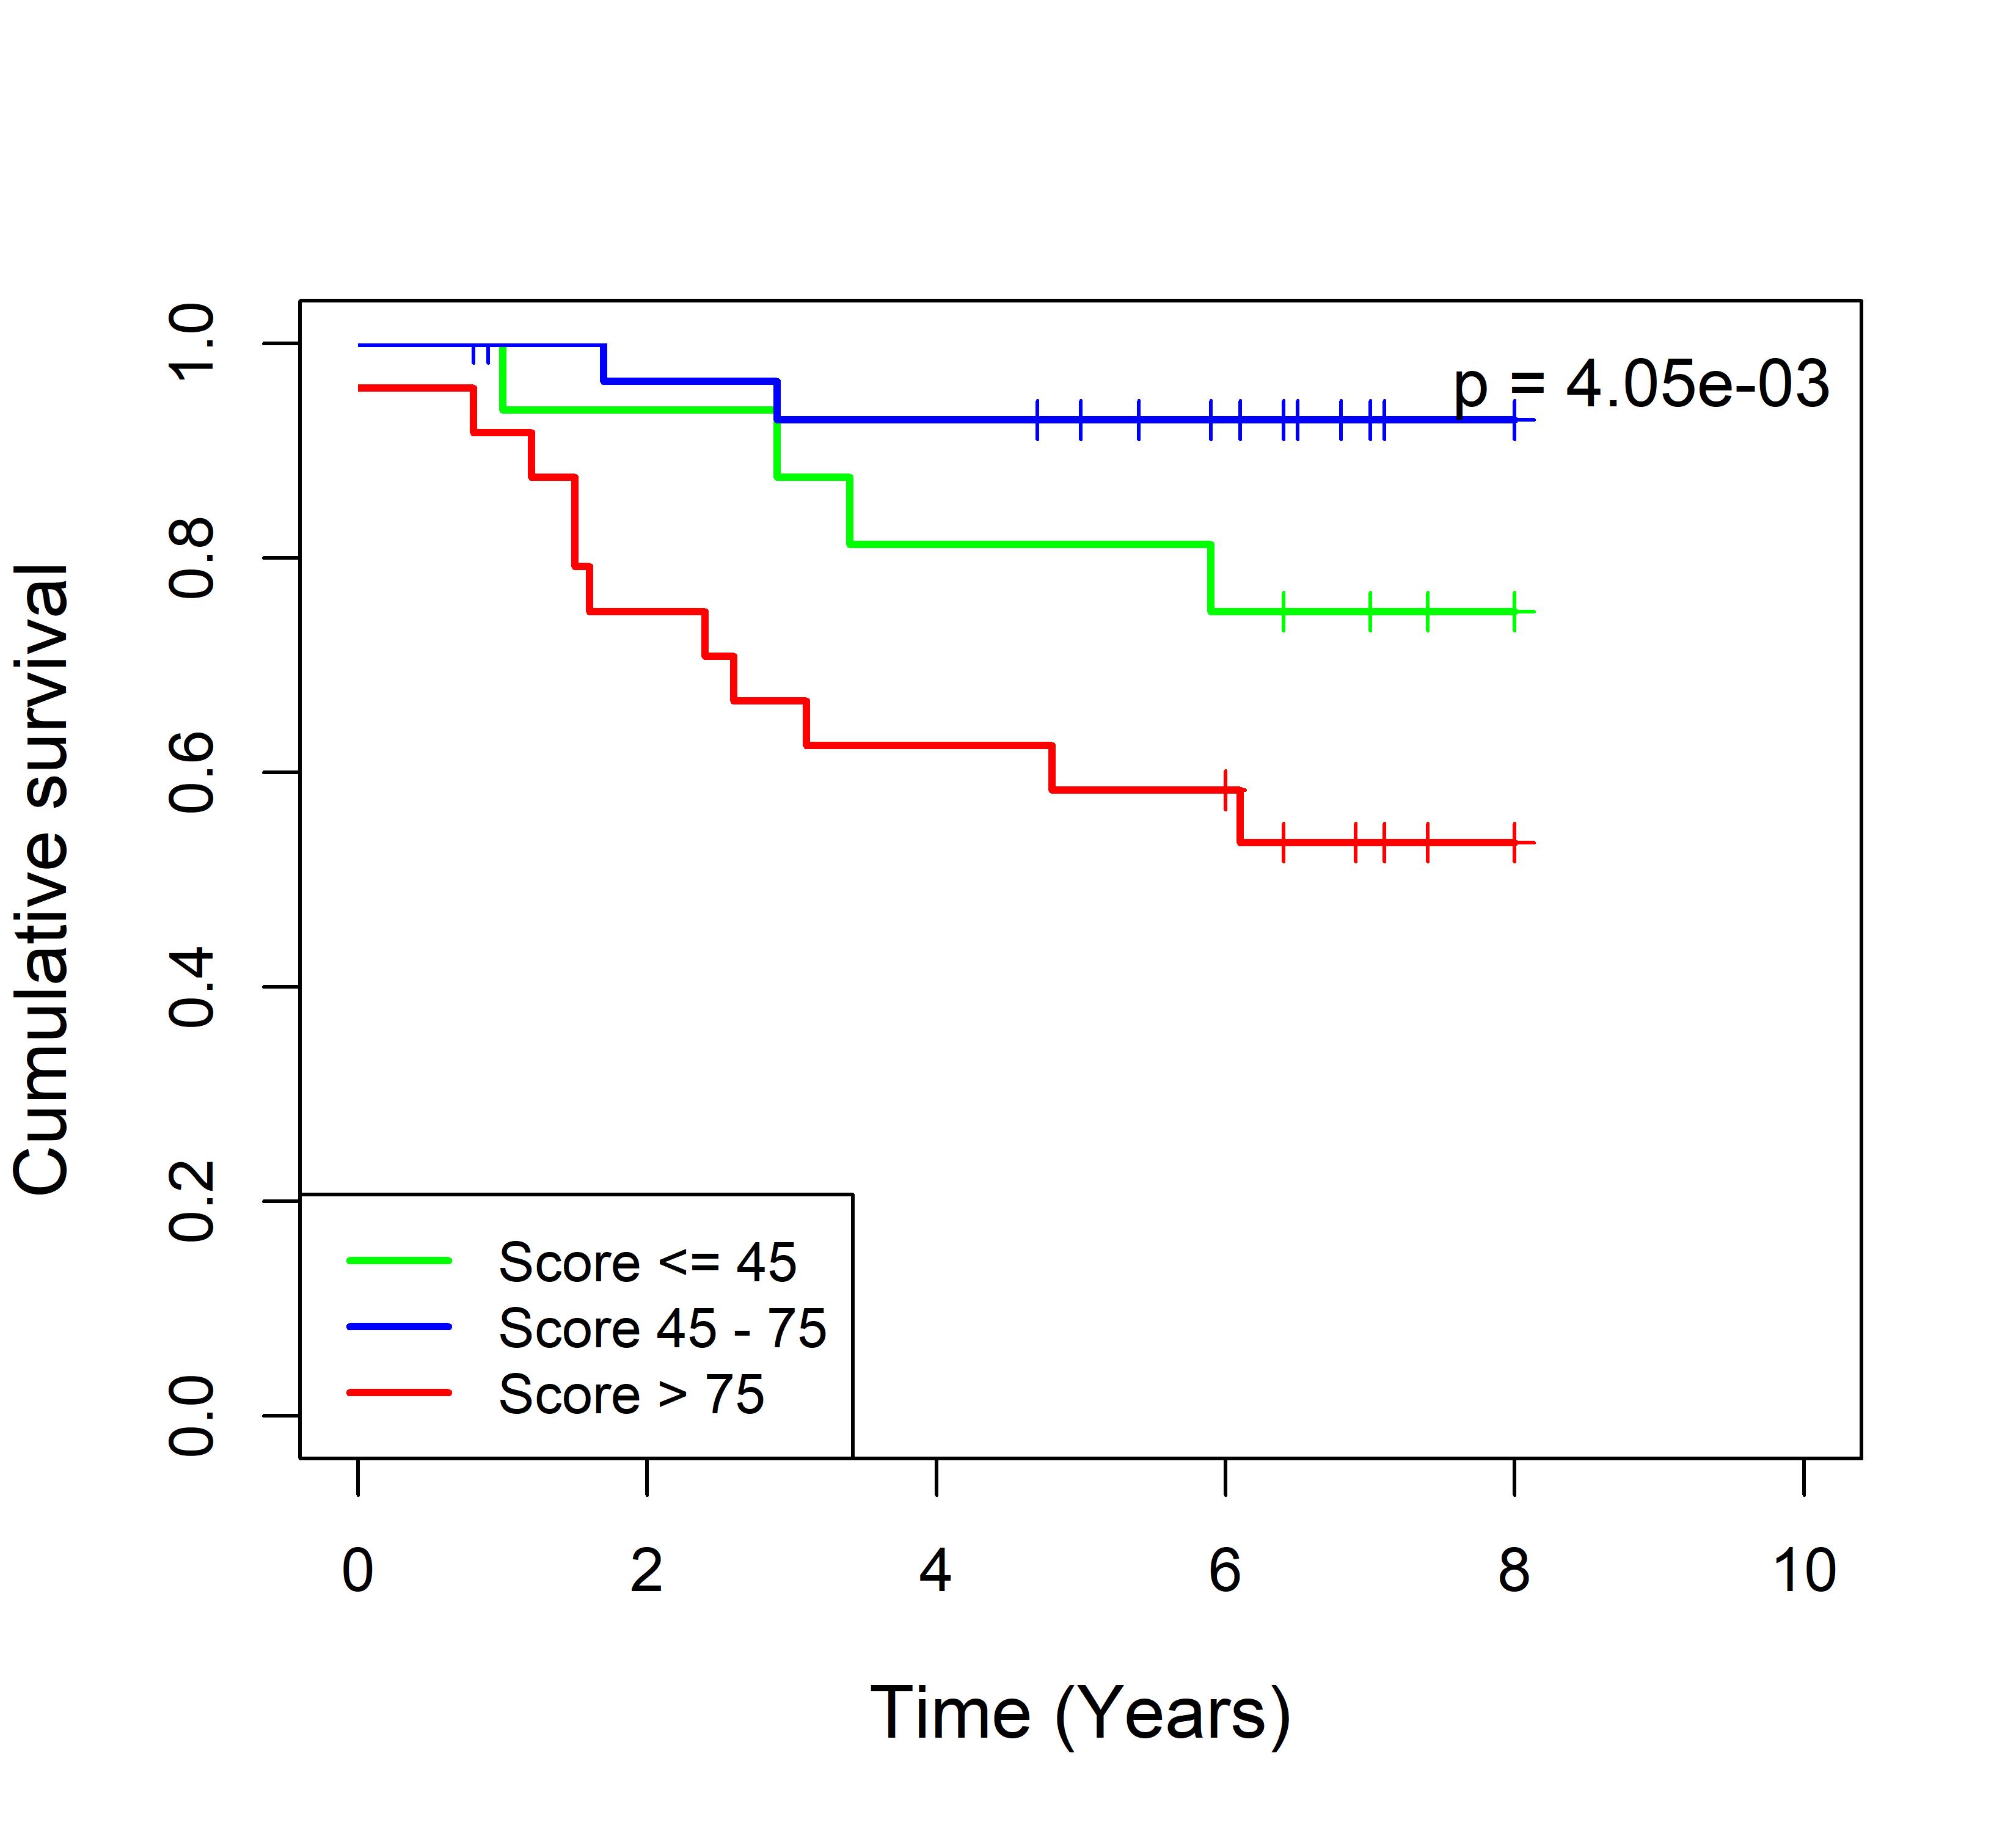 Cumulative survival
1.0
0.8
0.6
0.4
0.2
0.0
p = 4.05e-03
Score <= 45
Score 45 - 75
Score > 75
0 2 4 6 8 10
Time (Years)